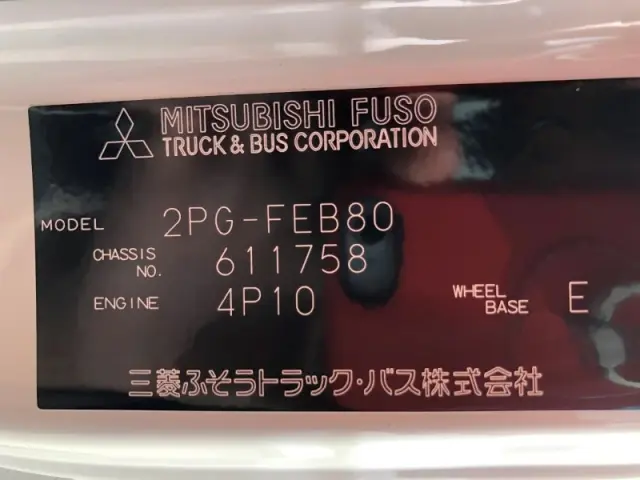 MITSUBISHI FUSO
TRUCK & BUS CORPORATION
MODEL 2PG-FEB80
CHASSIS NO. 611758
ENGINE 4P10 WHEEL BASE E
三菱ふそうトラック・バス株式会社